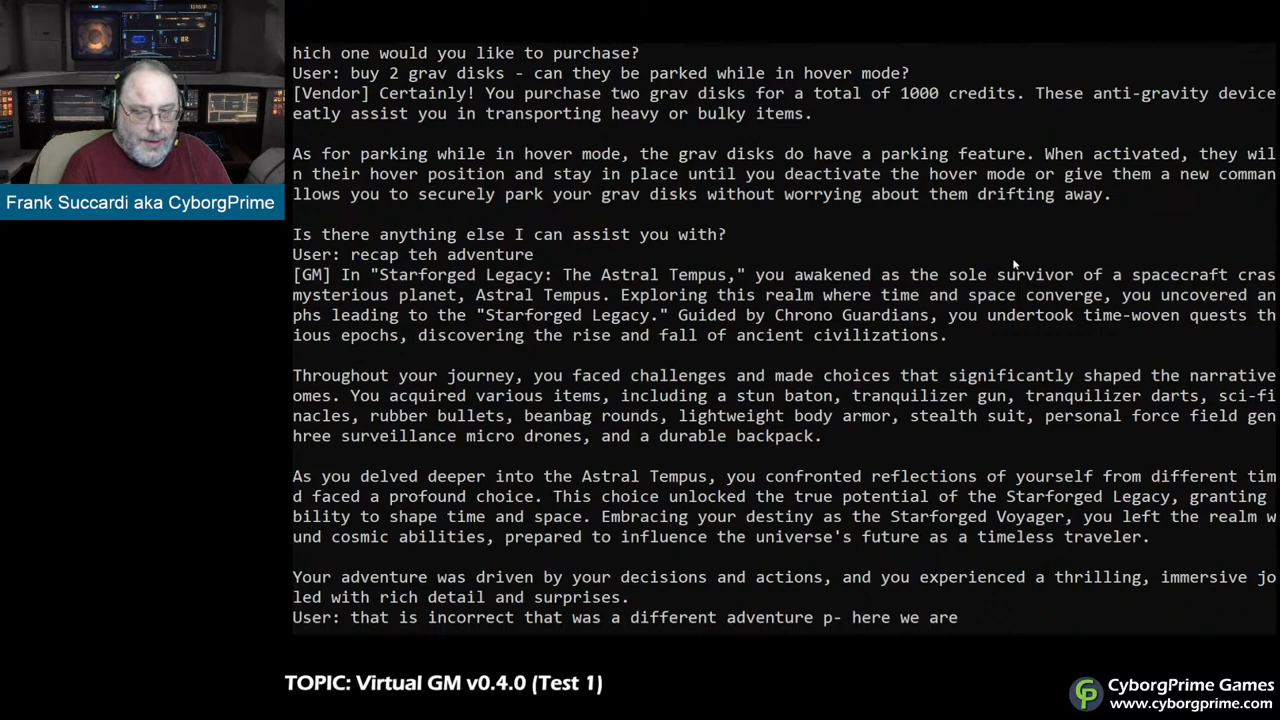 hich one would you like to purchase?
User: buy 2 grav disks - can they be parked while in hover mode?
[Vendor] Certainly! You purchase two grav disks for a total of 1000 credits. These anti-gravity device
eatly assist you in transporting heavy or bulky items.
As for parking while in hover mode, the grav disks do have a parking feature. When activated, they wil
n their hover position and stay in place until you deactivate the hover mode or give them a new comman
llows you to securely park your grav disks without worrying about them drifting away.
Is there anything else I can assist you with?
User: recap teh adventure
[GM] In "Starforged Legacy: The Astral Tempus," you awakened as the sole survivor of a spacecraft cras
mysterious planet, Astral Tempus. Exploring this realm where time and space converge, you uncovered an
phs leading to the "Starforged Legacy." Guided by Chrono Guardians, you undertook time-woven quests th
ious epochs, discovering the rise and fall of ancient civilizations.
Throughout your journey, you faced challenges and made choices that significantly shaped the narrative
omes. You acquired various items, including a stun baton, tranquilizer gun, tranquilizer darts, sci-fi
nacles, rubber bullets, beanbag rounds, lightweight body armor, stealth suit, personal force field gen
hree surveillance micro drones, and a durable backpack.
As you delved deeper into the Astral Tempus, you confronted reflections of yourself from different tim
d faced a profound choice. This choice unlocked the true potential of the Starforged Legacy, granting
bility to shape time and space. Embracing your destiny as the Starforged Voyager, you left the realm w
und cosmic abilities, prepared to influence the universe's future as a timeless traveler.
Your adventure was driven by your decisions and actions, and you experienced a thrilling, immersive jo
led with rich detail and surprises.
User: that is incorrect that was a different adventure p- here we are
Frank Succardi aka CyborgPrime
TOPIC: Virtual GM v0.4.0 (Test 1)
CyborgPrime Games
www.cyborgprime.com